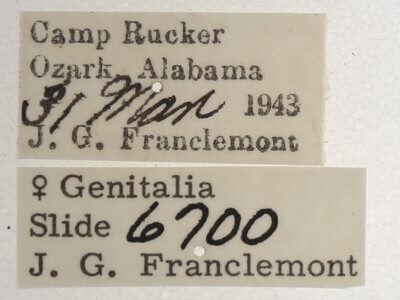 Camp Rucker
Ozark, Alabama
31 Mar 1943
J. G. Franclemont
♀ Genitalia
Slide 6700
J. G. Franclemont